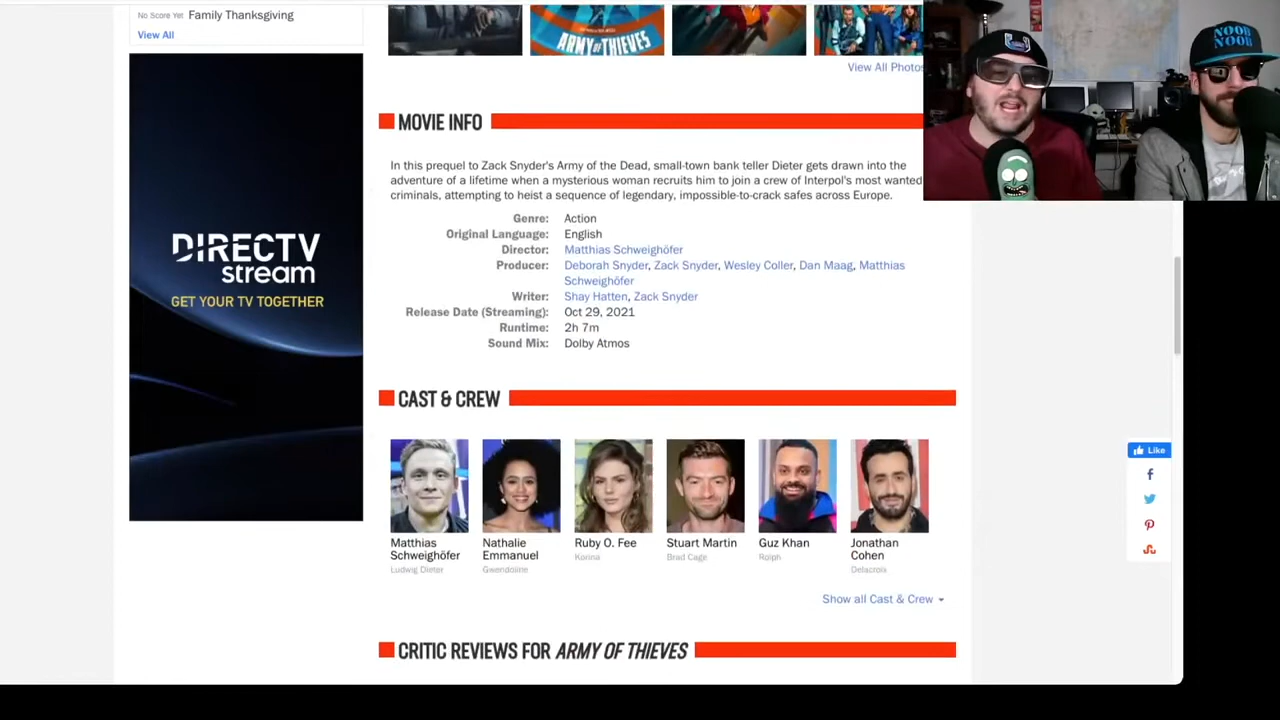 No Score Yet Family Thanksgiving
View All
ARMY OF THIEVES
View All Photos
NOOB
NOOB
MOVIE INFO
In this prequel to Zack Snyder's Army of the Dead, small-town bank teller Dieter gets drawn into the
adventure of a lifetime when a mysterious woman recruits him to join a crew of Interpol's most wanted
criminals, attempting to heist a sequence of legendary, impossible-to-crack safes across Europe.
Genre: Action
Original Language: English
Director: Matthias Schweighöfer
Producer: Deborah Snyder, Zack Snyder, Wesley Coller, Dan Maag, Matthias
Schweighöfer
Writer: Shay Hatten, Zack Snyder
Release Date (Streaming): Oct 29, 2021
Runtime: 2h 7m
Sound Mix: Dolby Atmos
DIRECTV
stream
GET YOUR TV TOGETHER
CAST & CREW
Like
Matthias
Schweighöfer
Ludwig Dieter
Nathalie
Emmanuel
Gwendoline
Ruby O. Fee
Korina
Stuart Martin
Brad Cage
Guz Khan
Rolph
Jonathan
Cohen
Delacroix
Show all Cast & Crew
CRITIC REVIEWS FOR ARMY OF THIEVES